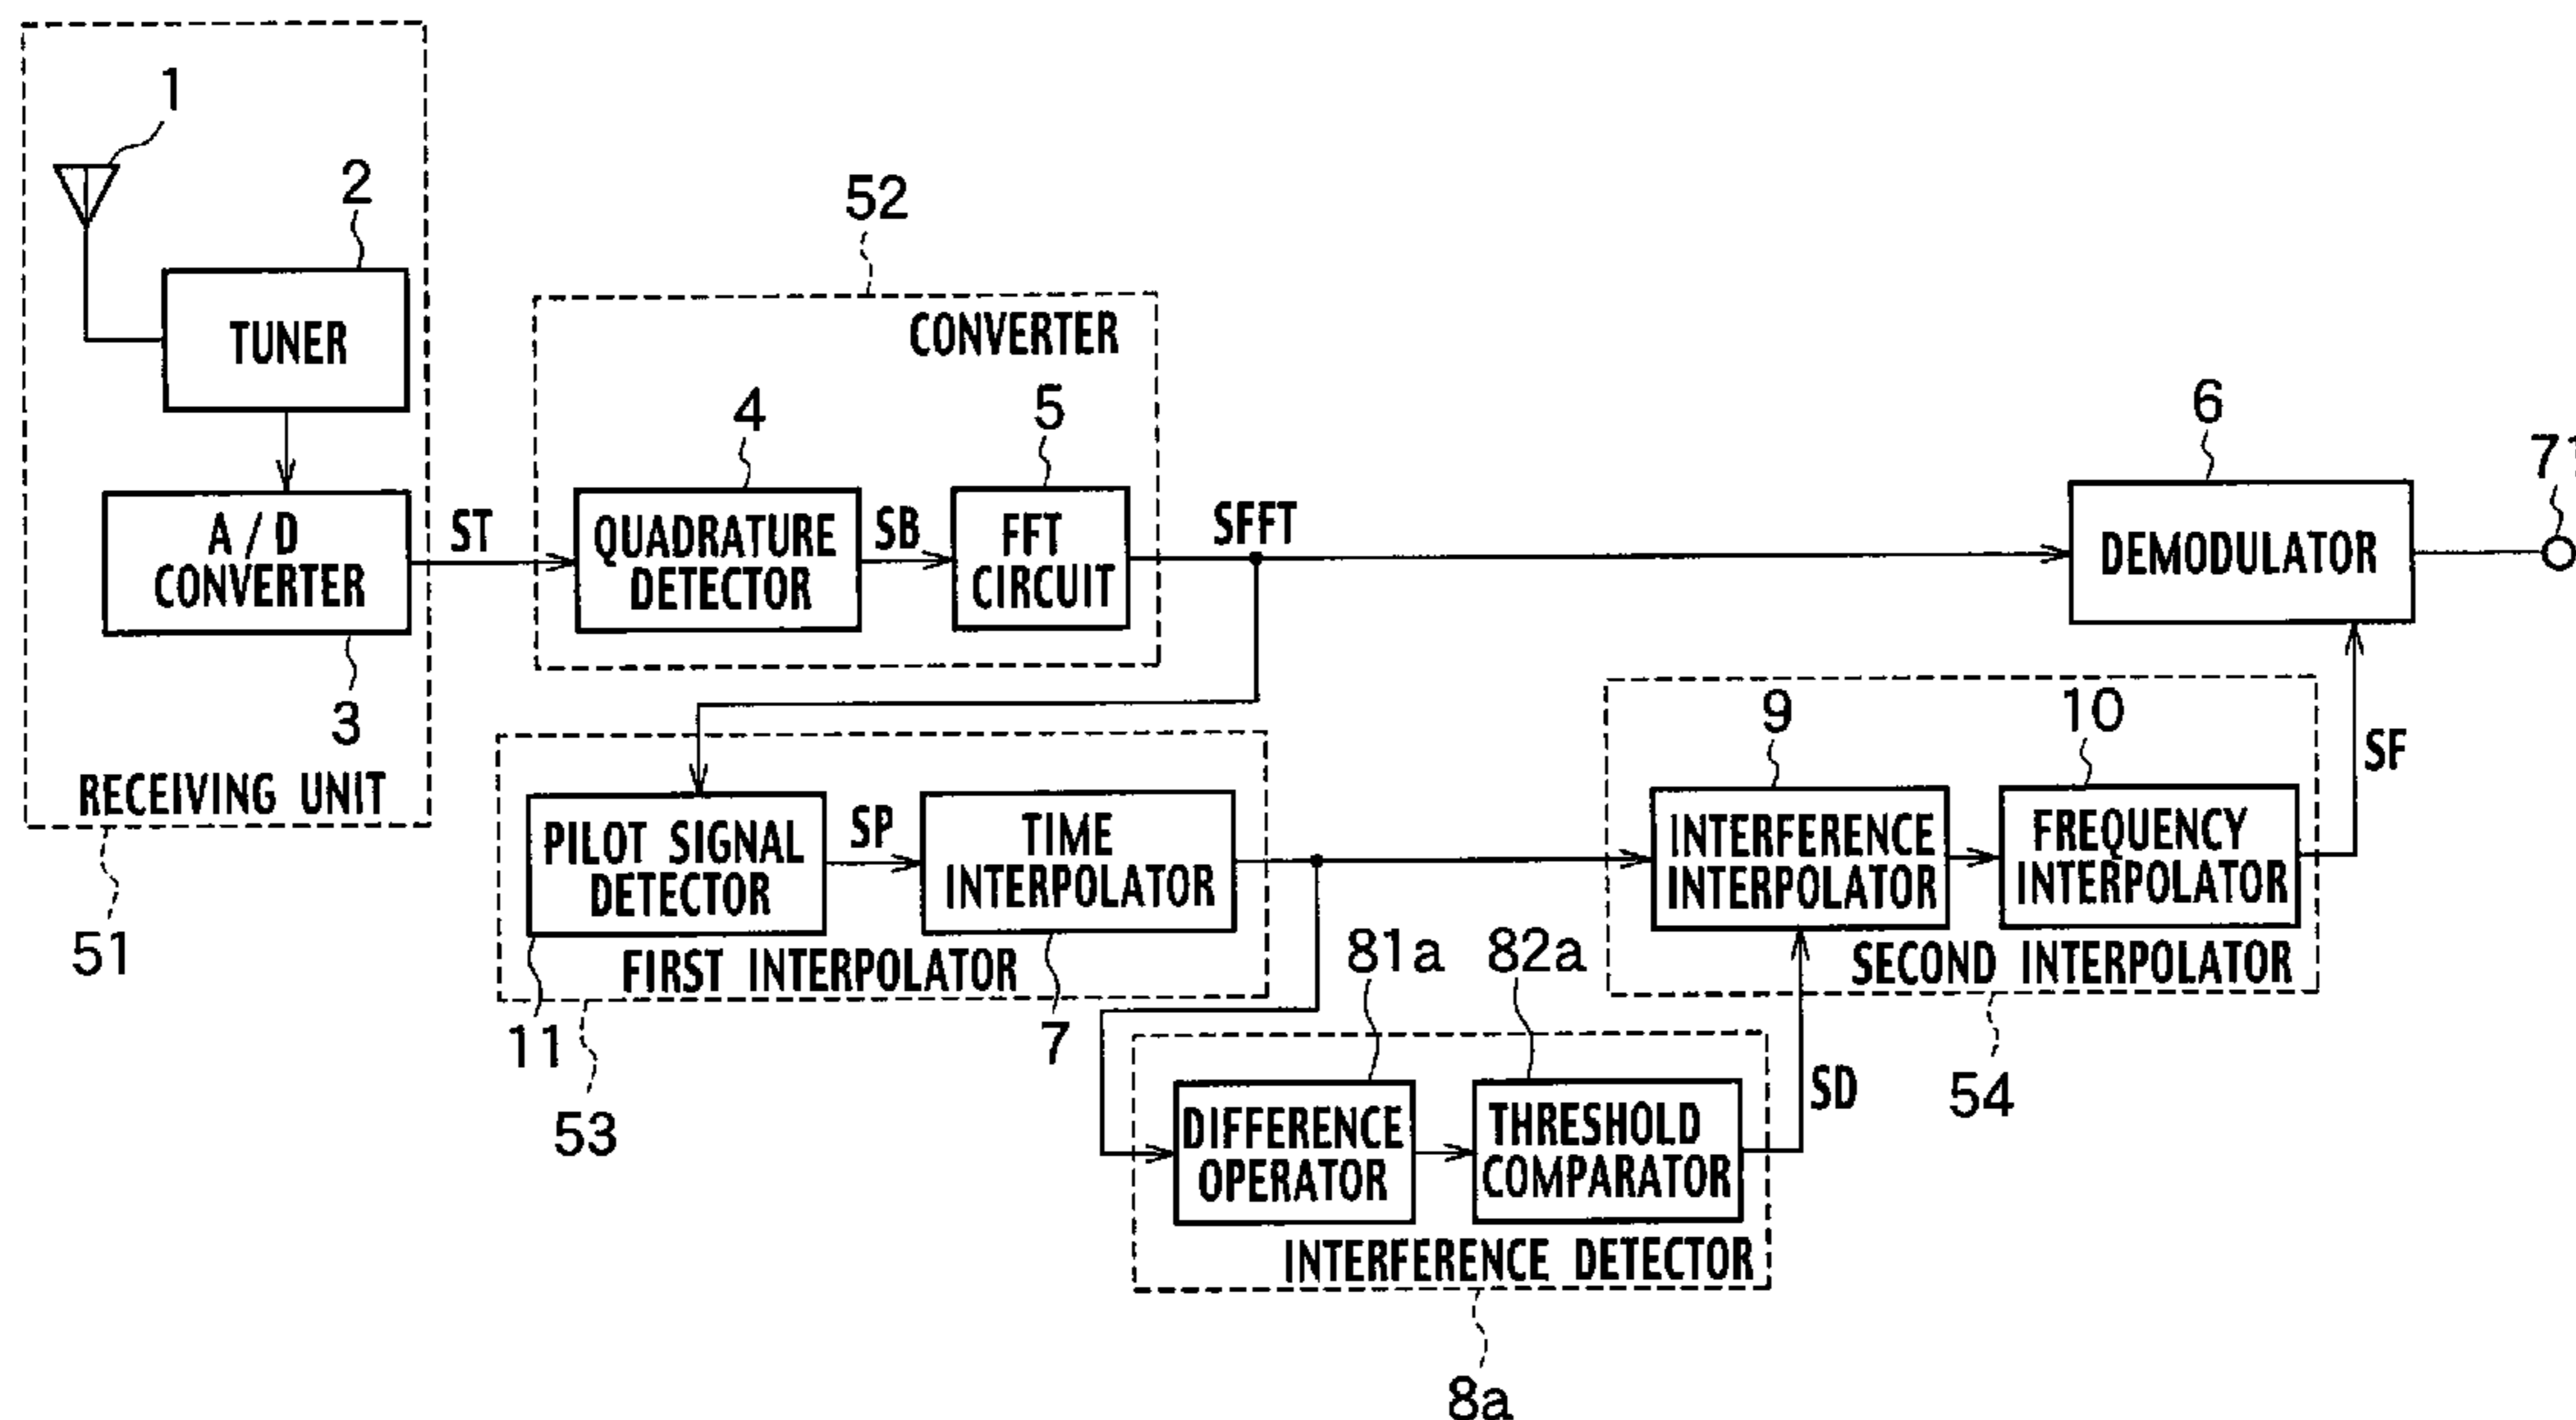 1
2
TUNER
A / D
CONVERTER
3
RECEIVING UNIT
51
ST
52
CONVERTER
4
QUADRATURE
DETECTOR
SB
5
FFT
CIRCUIT
SFFT
6
DEMODULATOR
71
PILOT SIGNAL
DETECTOR
11
SP
TIME
INTERPOLATOR
7
FIRST INTERPOLATOR
53
9
INTERFERENCE
INTERPOLATOR
10
FREQUENCY
INTERPOLATOR
SF
SECOND INTERPOLATOR
54
81a
DIFFERENCE
OPERATOR
82a
THRESHOLD
COMPARATOR
SD
INTERFERENCE DETECTOR
8a